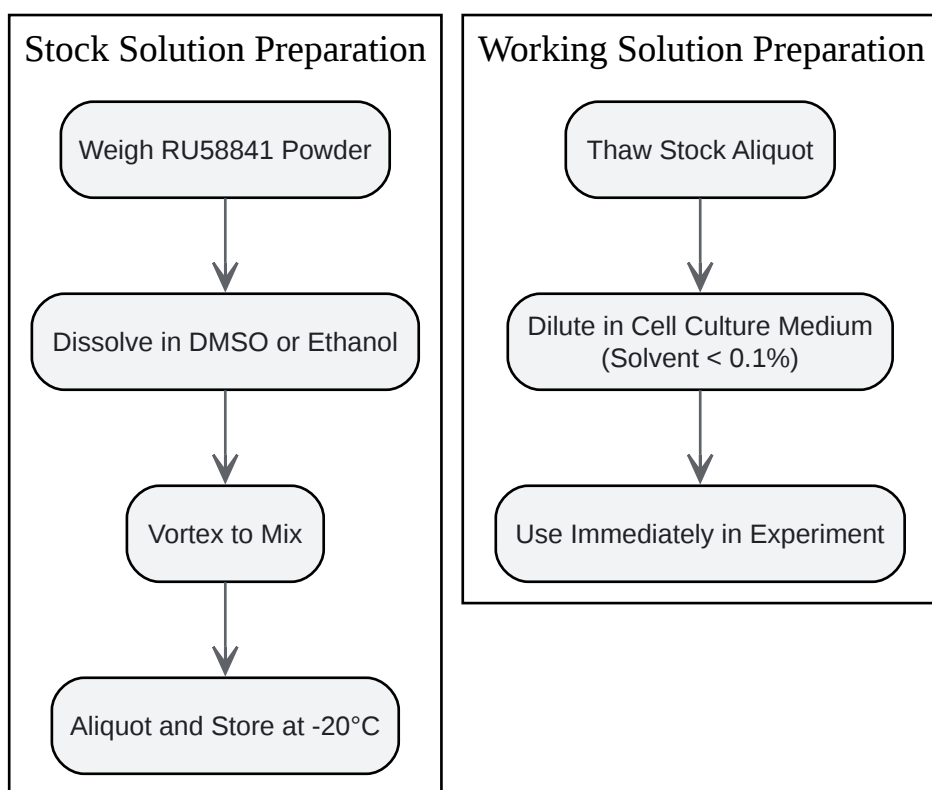 Stock Solution Preparation
Weigh RU58841 Powder
Dissolve in DMSO or Ethanol
Vortex to Mix
Aliquot and Store at -20°C
Working Solution Preparation
Thaw Stock Aliquot
Dilute in Cell Culture Medium
(Solvent < 0.1%)
Use Immediately in Experiment